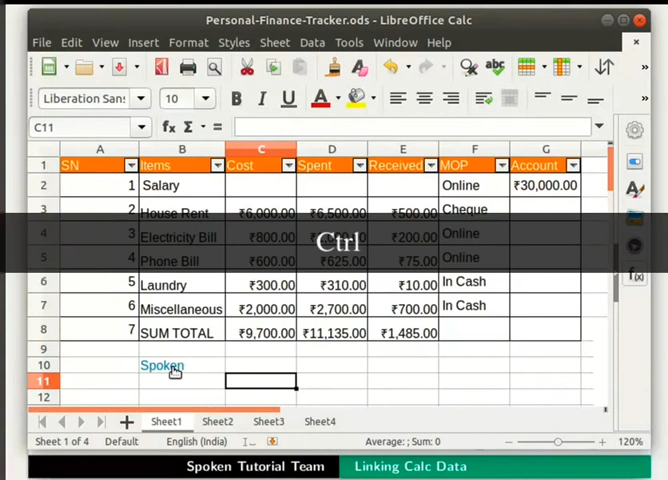 Personal-Finance-Tracker.ods - LibreOffice Calc
File Edit View Insert Format Styles Sheet Data Tools Window Help
Liberation Sans 10
C11
A B C D E F G
1 SN Items Cost Spent Received MOP Account
2 1 Salary Online ₹30,000.00
3 2 House Rent ₹6,000.00 ₹6,500.00 ₹500.00 Cheque
4 3 Electricity Bill ₹800.00 ₹200.00 Online
Ctrl
5 4 Phone Bill ₹600.00 ₹625.00 ₹75.00 Online
6 5 Laundry ₹300.00 ₹310.00 ₹10.00 In Cash
7 6 Miscellaneous ₹2,000.00 ₹2,700.00 ₹700.00 In Cash
8 7 SUM TOTAL ₹9,700.00 ₹11,135.00 ₹1,485.00
9
10 Spoken
11
12
Sheet1 Sheet2 Sheet3 Sheet4
Sheet 1 of 4 Default English (India) Average: ; Sum: 0 120%
Spoken Tutorial Team Linking Calc Data